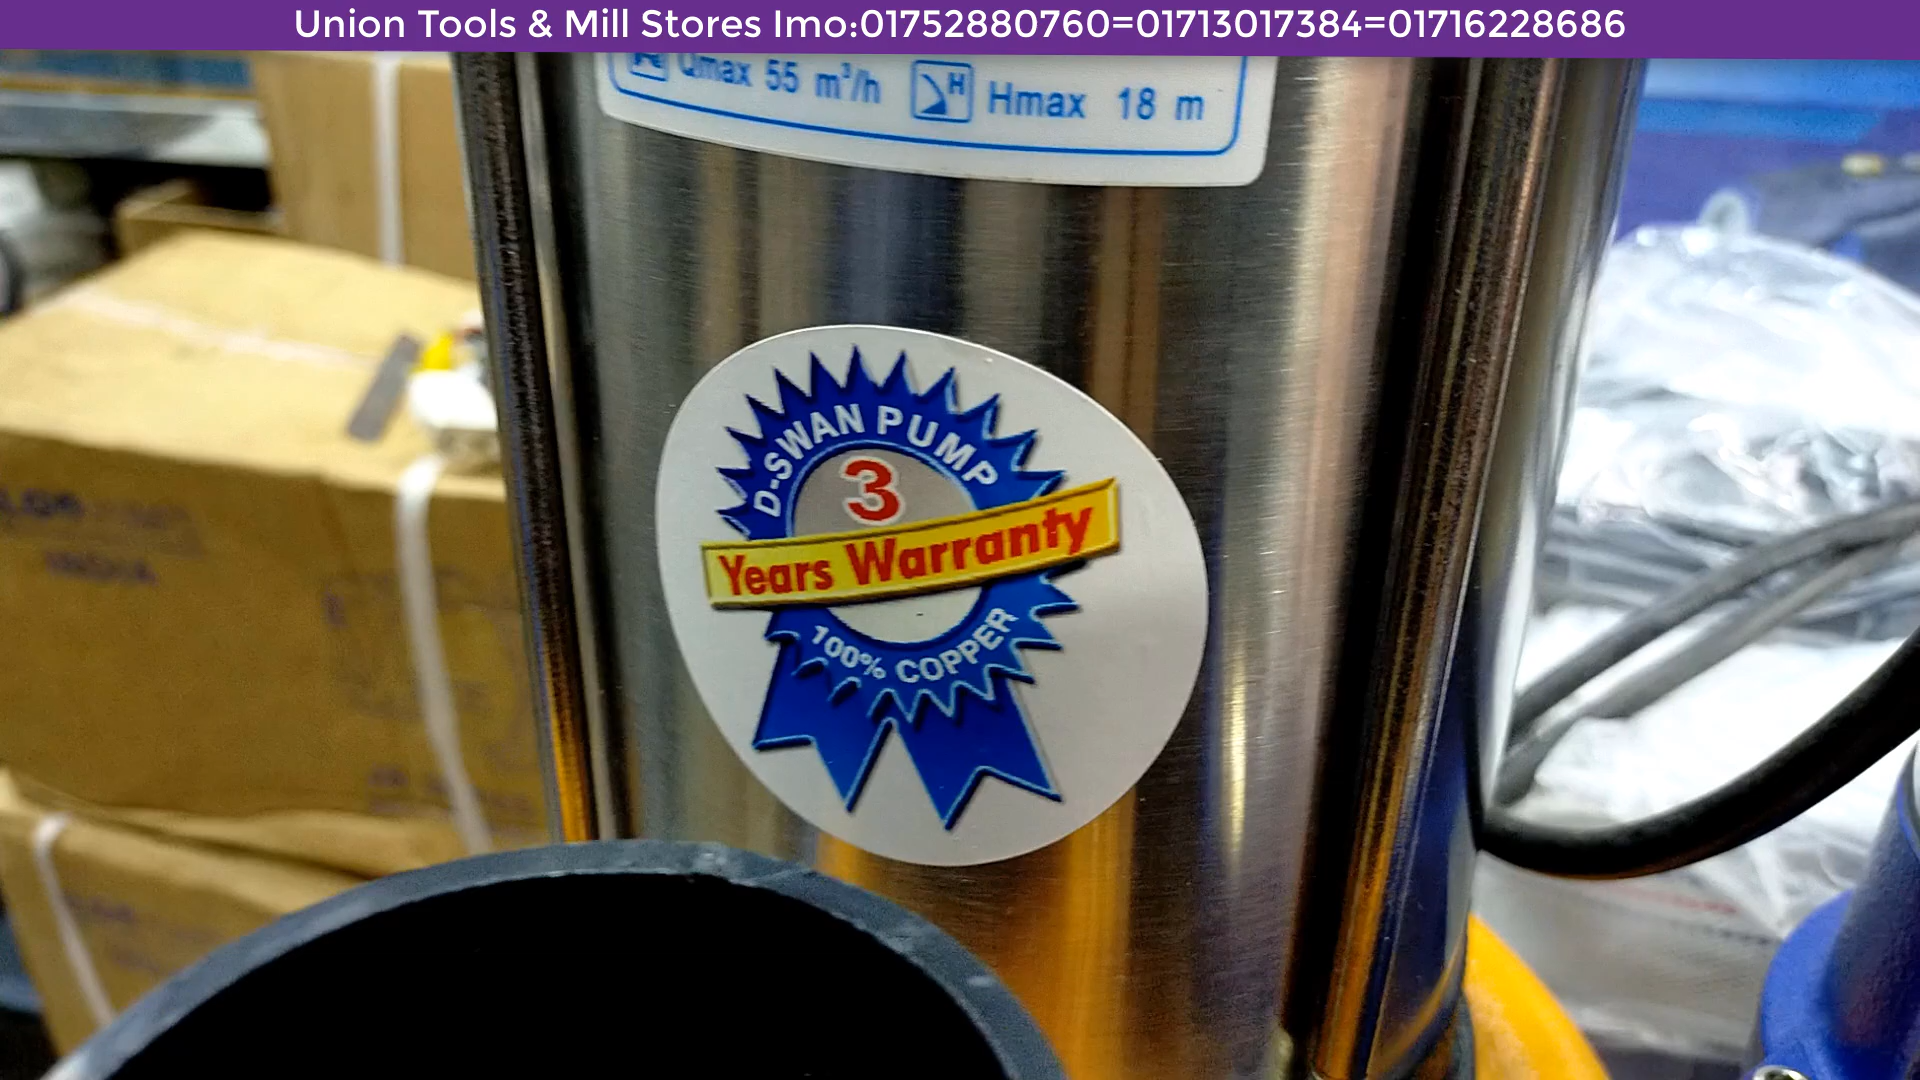 Union Tools & Mill Stores Imo:01752880760=01713017384=01716228686
Qmax 55 m³/h H Hmax 18 m
D-SWAN PUMP
3
Years Warranty
100% COPPER
INDIA